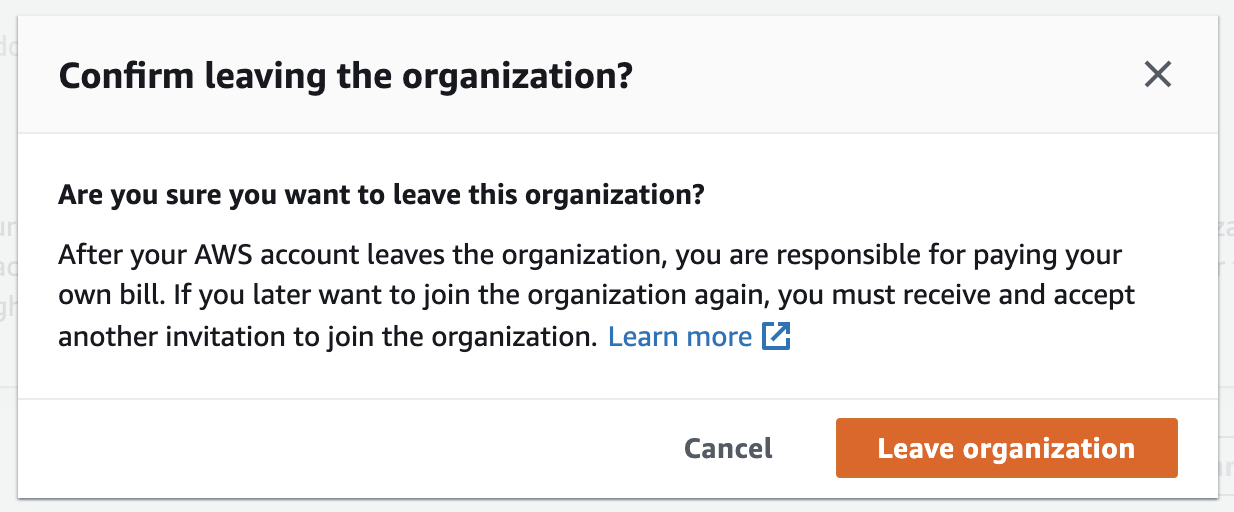 Confirm leaving the organization?
Are you sure you want to leave this organization?
After your AWS account leaves the organization, you are responsible for paying your
own bill. If you later want to join the organization again, you must receive and accept
another invitation to join the organization. Learn more
Cancel
Leave organization